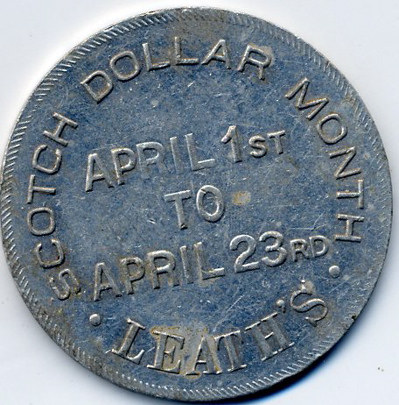 SCOTCH DOLLAR MONTH
APRIL 1ST
TO
APRIL 23RD
· LEATH'S ·